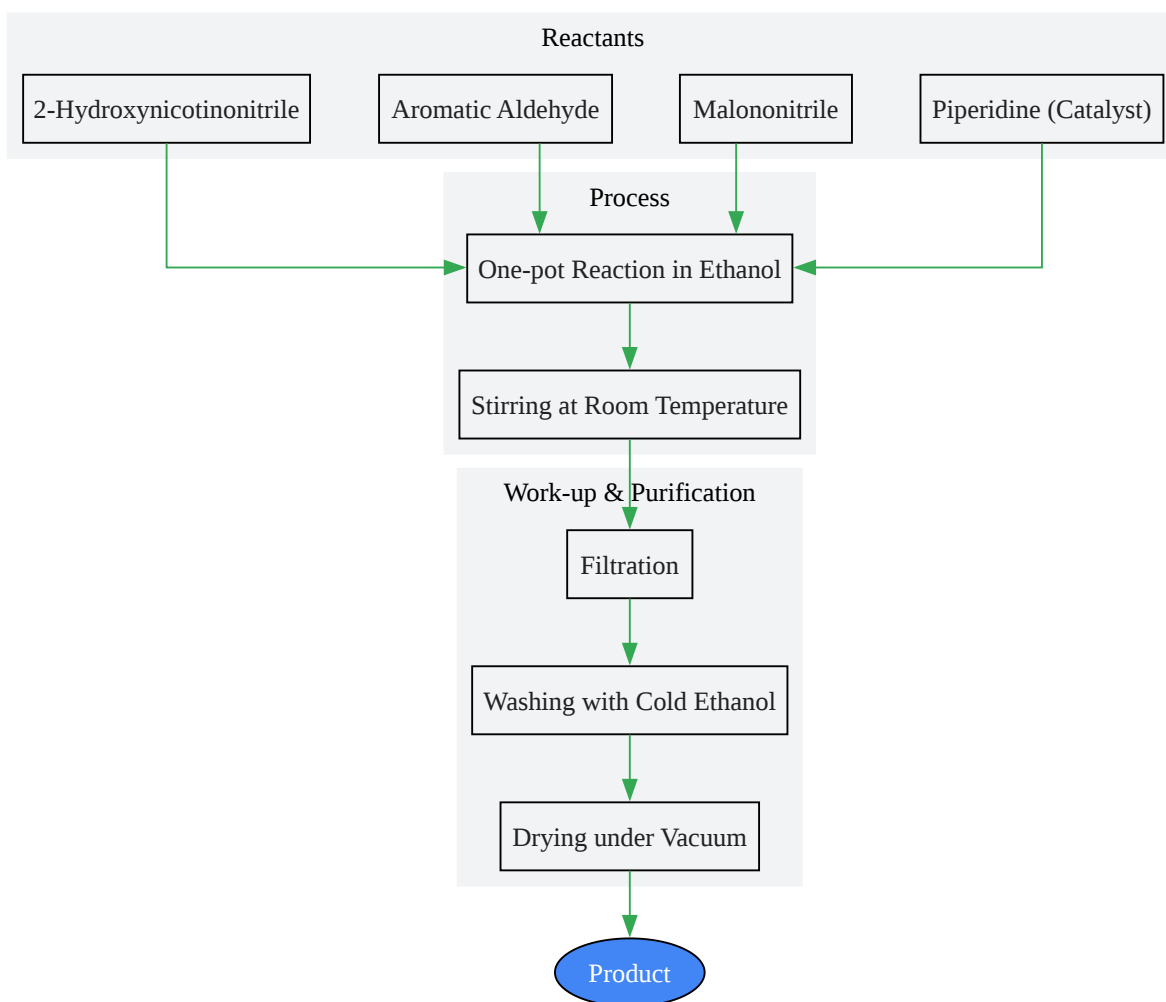 Reactants
2-Hydroxynicotinonitrile
Aromatic Aldehyde
Malononitrile
Piperidine (Catalyst)
Process
One-pot Reaction in Ethanol
Stirring at Room Temperature
Work-up & Purification
Filtration
Washing with Cold Ethanol
Drying under Vacuum
Product